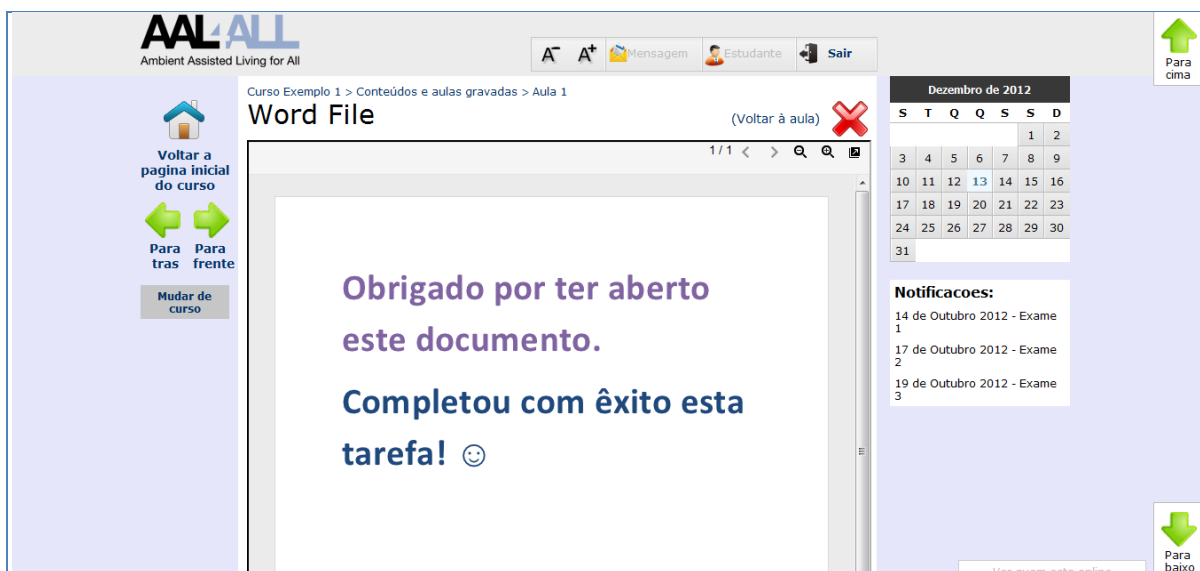 AAL4ALL
Ambient Assisted Living for All
A- A+ Mensagem Estudante Sair
Para
cima
Curso Exemplo 1 > Conteúdos e aulas gravadas > Aula 1
Word File
(Voltar à aula)
Voltar a
pagina inicial
do curso
Para Para
tras frente
Mudar de
curso
1 / 1
Obrigado por ter aberto
este documento.
Completou com êxito esta
tarefa! ☺
Dezembro de 2012
S T Q Q S S D
1 2
3 4 5 6 7 8 9
10 11 12 13 14 15 16
17 18 19 20 21 22 23
24 25 26 27 28 29 30
31
Notificacoes:
14 de Outubro 2012 - Exame
1
17 de Outubro 2012 - Exame
2
19 de Outubro 2012 - Exame
3
Para
baixo